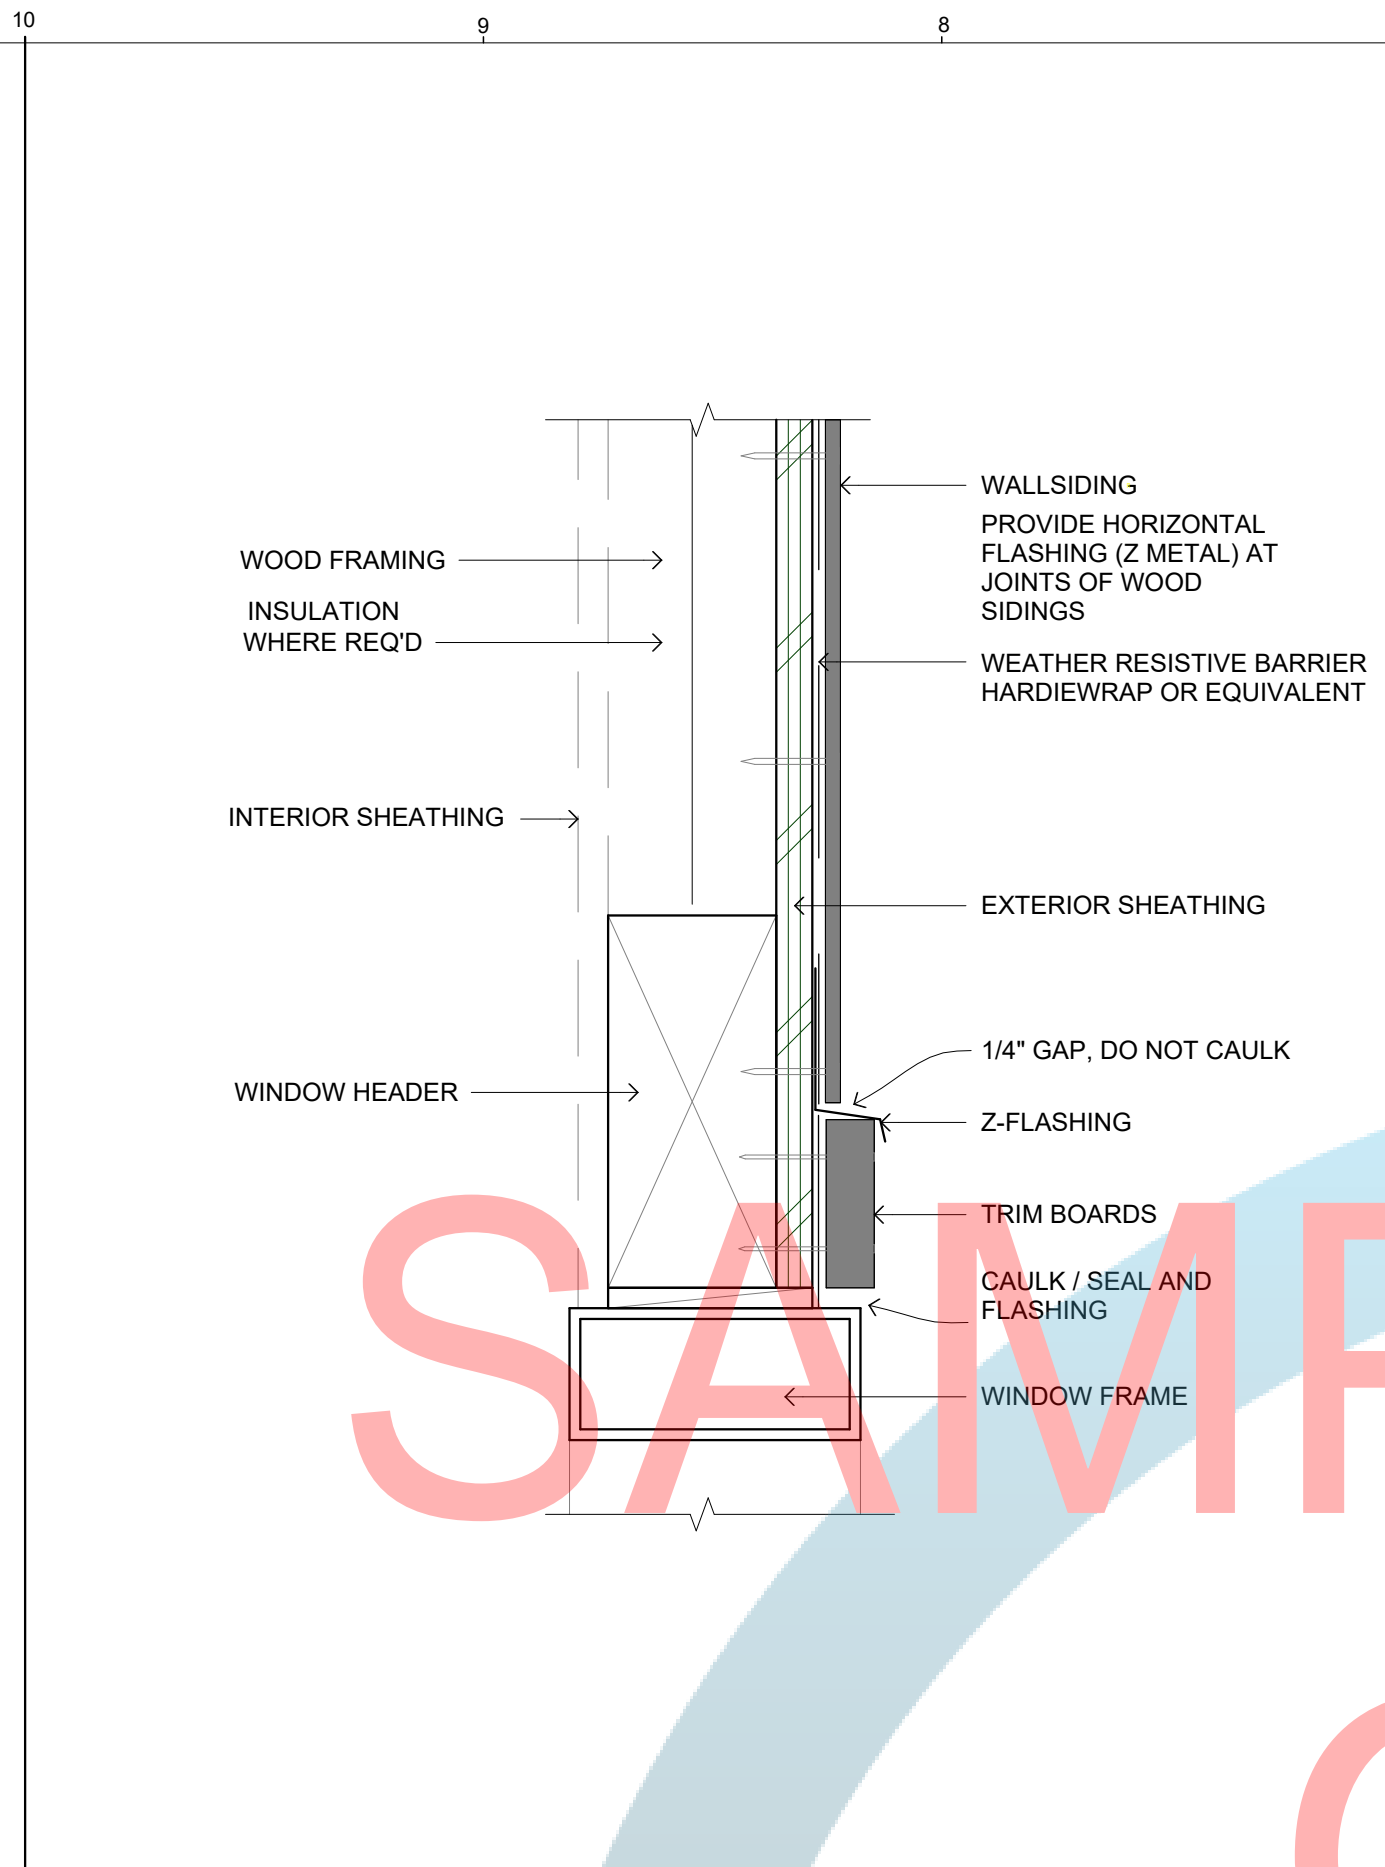 10
9
8
WOOD FRAMING
INSULATION
WHERE REQ'D
INTERIOR SHEATHING
WINDOW HEADER
WALLSIDING
PROVIDE HORIZONTAL
FLASHING (Z METAL) AT
JOINTS OF WOOD
SIDINGS
WEATHER RESISTIVE BARRIER
HARDIEWRAP OR EQUIVALENT
EXTERIOR SHEATHING
1/4" GAP, DO NOT CAULK
Z-FLASHING
TRIM BOARDS
CAULK / SEAL AND
FLASHING
WINDOW FRAME
SAM